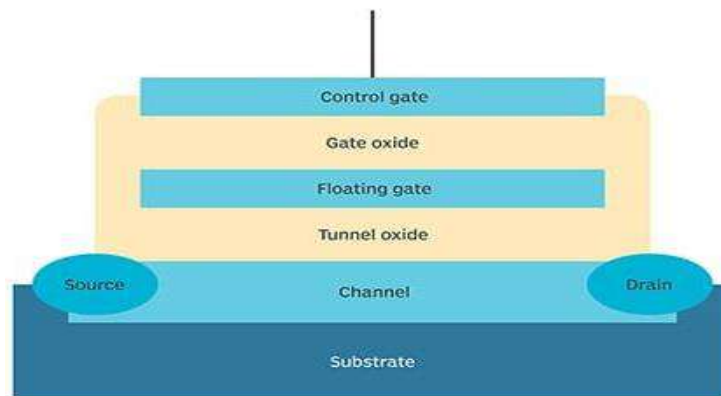 Control gate
Gate oxide
Floating gate
Tunnel oxide
Source
Channel
Drain
Substrate